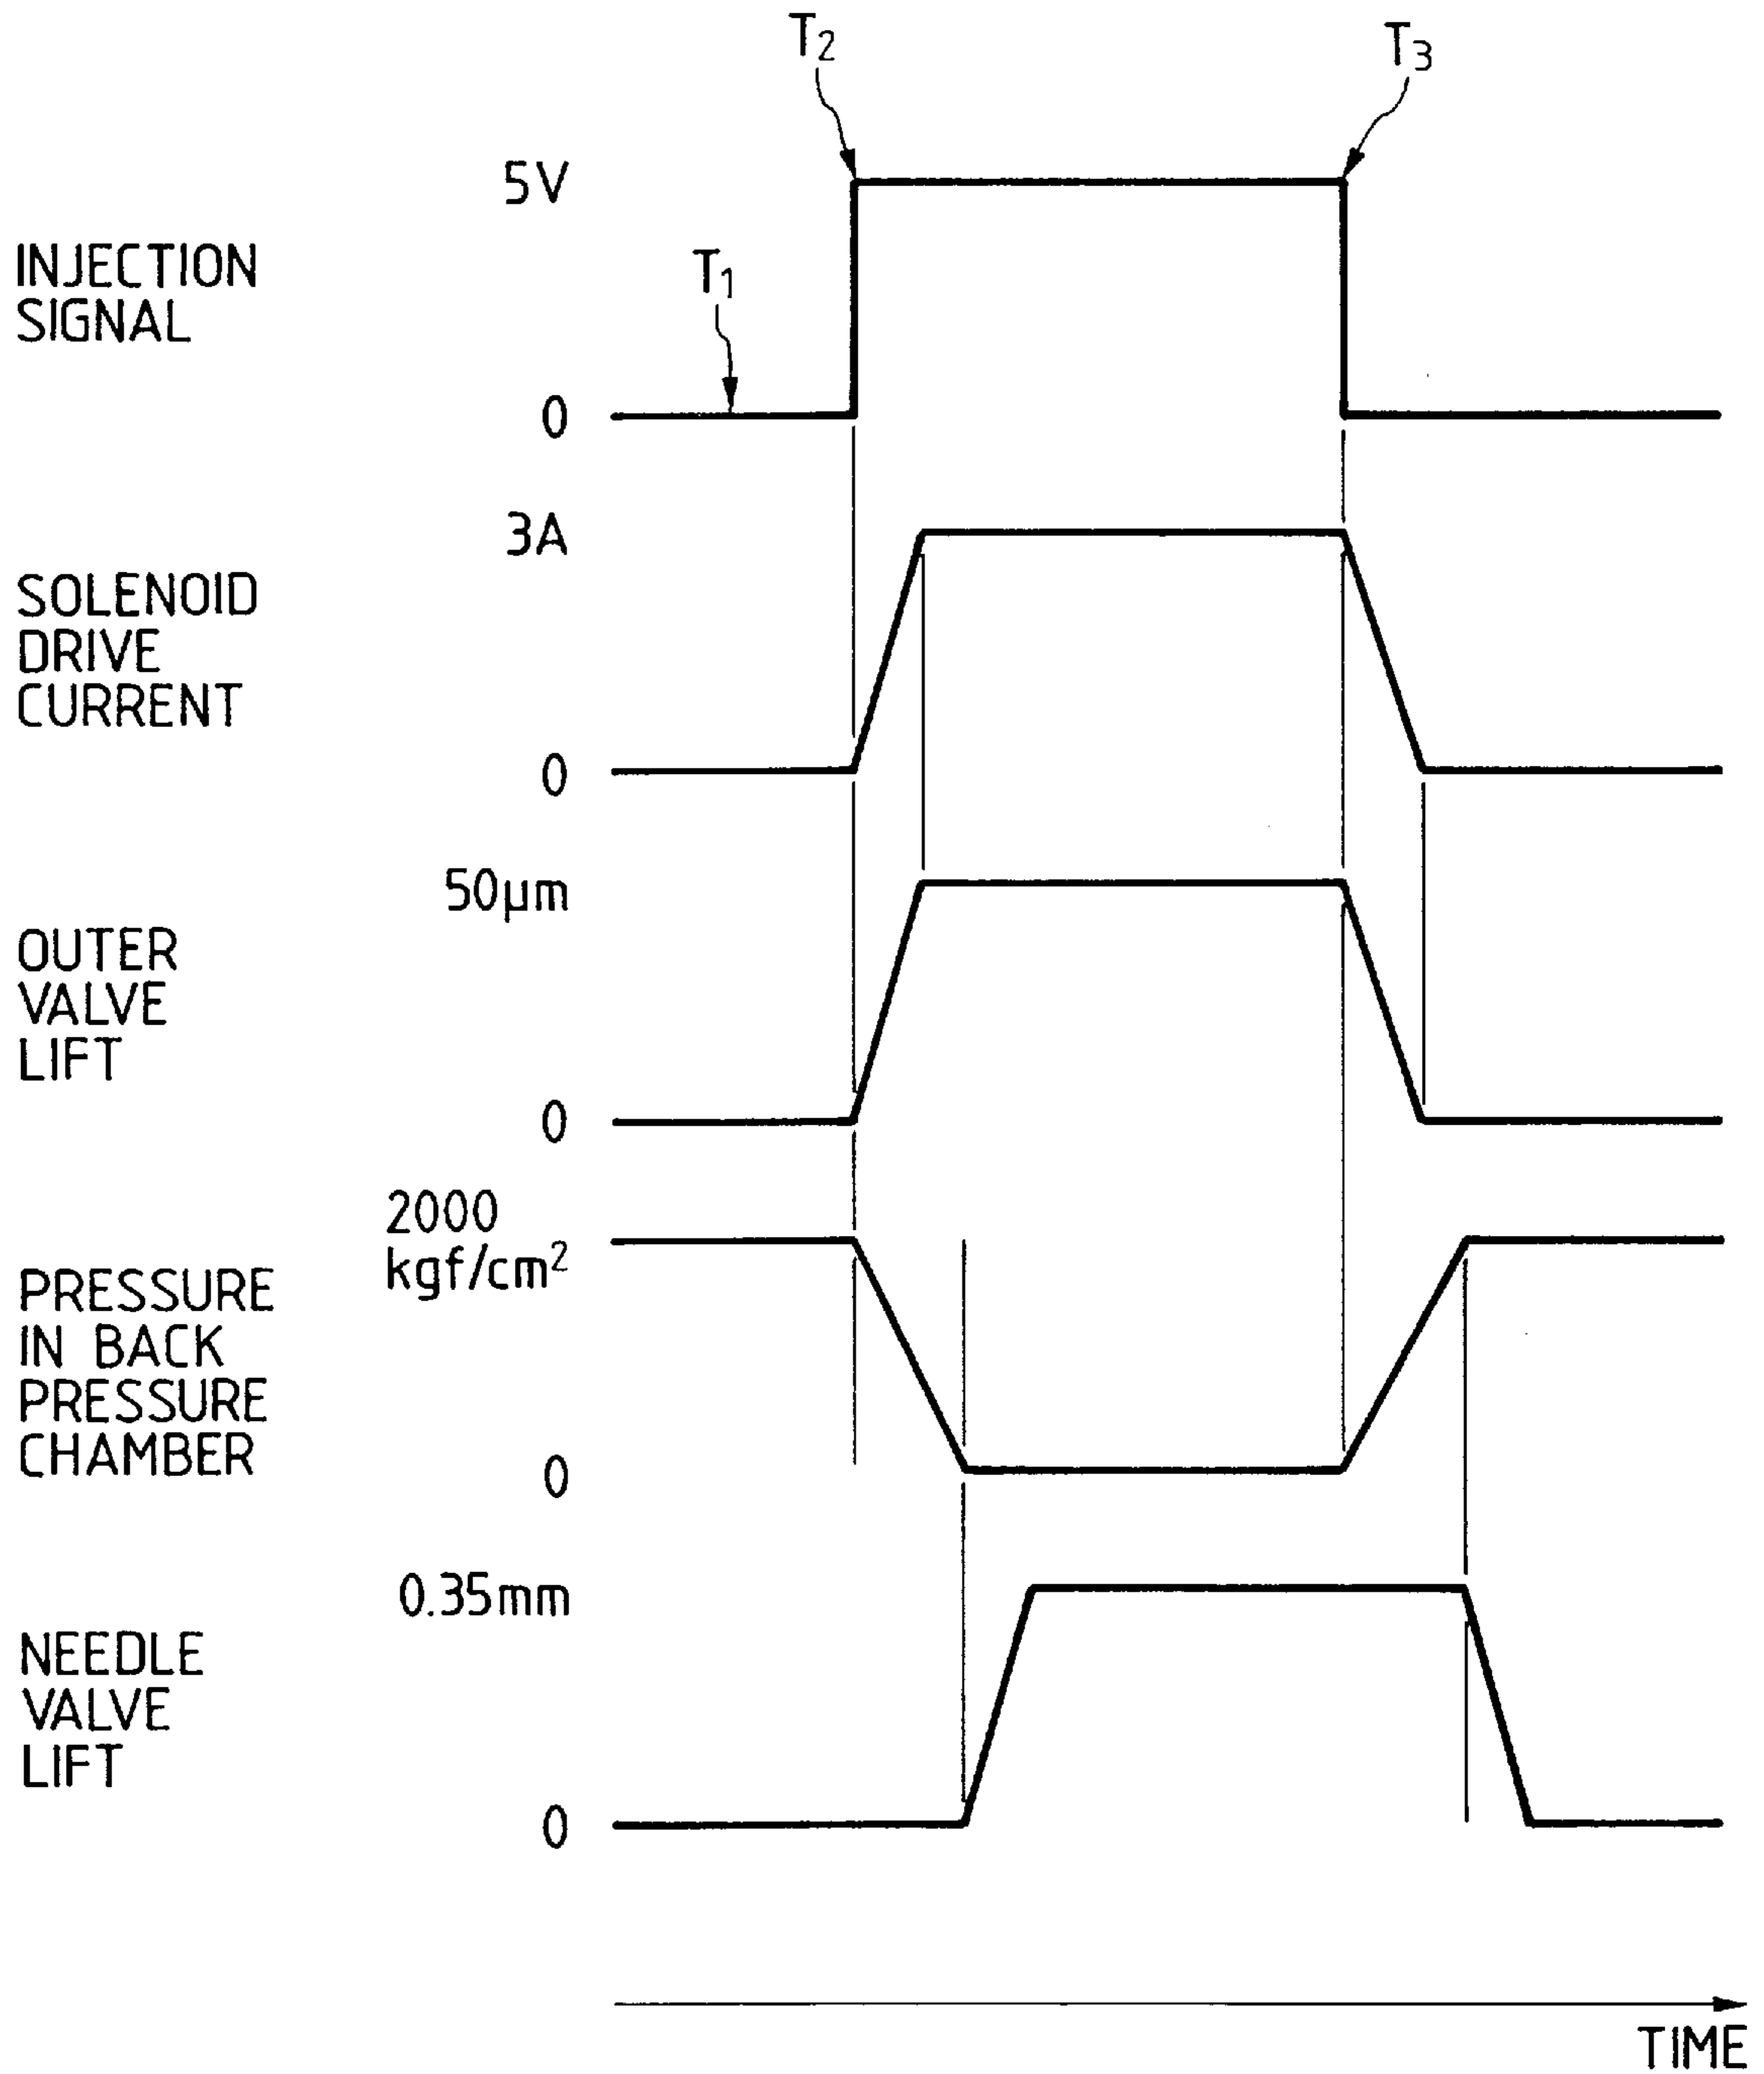 T2
T3
5V
INJECTION
SIGNAL
T1
0
3A
SOLENOID
DRIVE
CURRENT
0
50μm
OUTER
VALVE
LIFT
0
2000
kgf/cm²
PRESSURE
IN BACK
PRESSURE
CHAMBER
0
0.35mm
NEEDLE
VALVE
LIFT
0
TIME